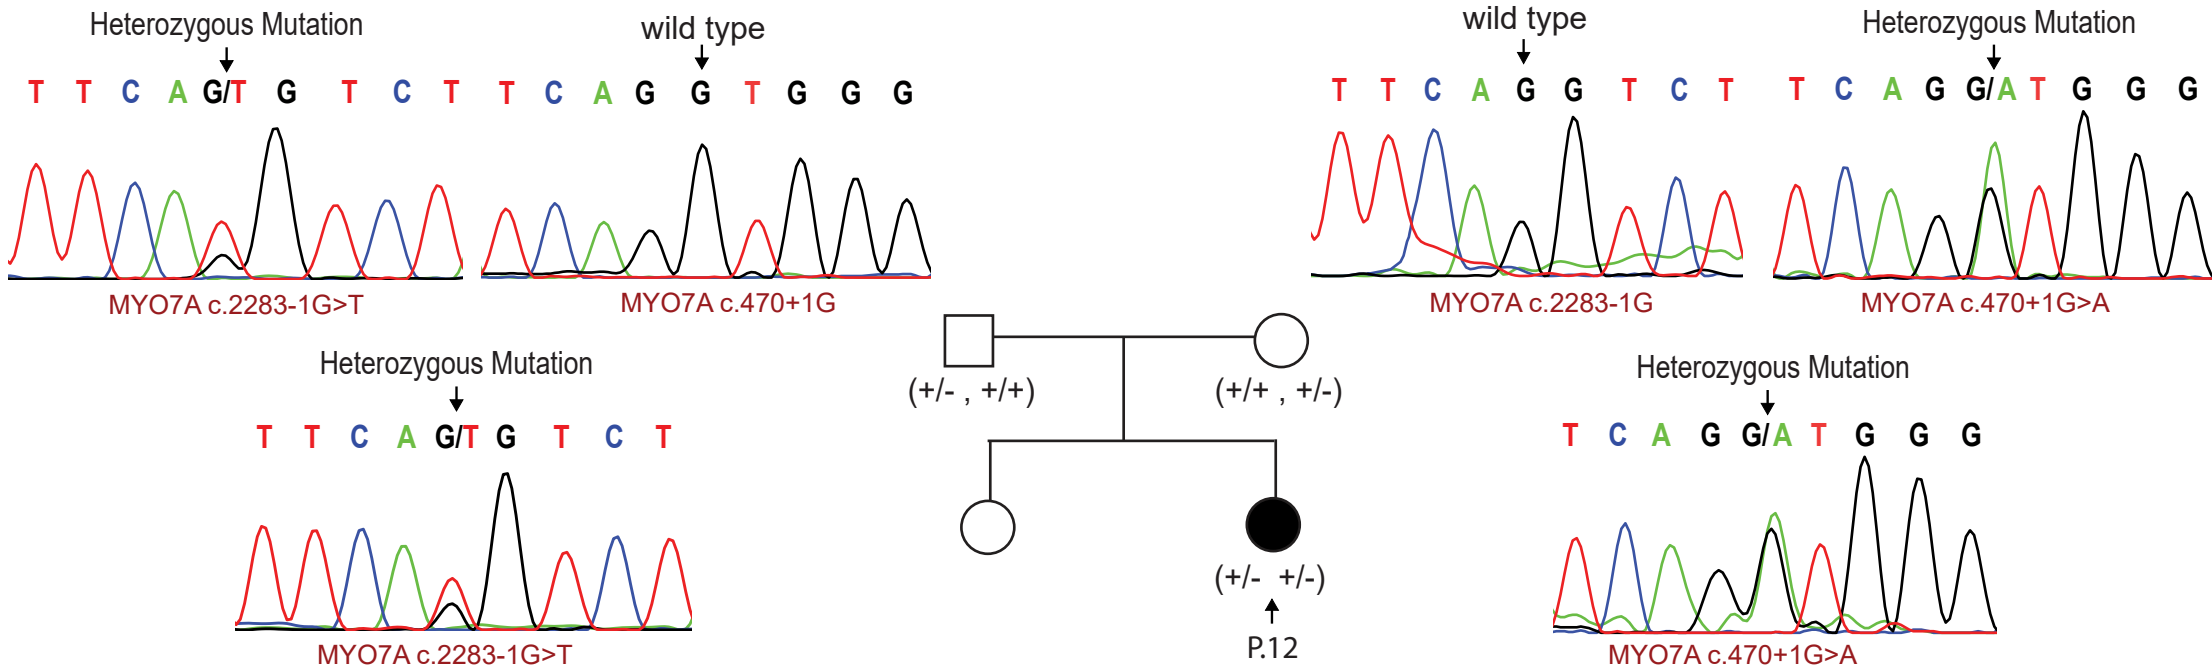 Heterozygous Mutation
T T C A G/T G T C T
MYO7A c.2283-1G>T
wild type
T C A G G T G G G
MYO7A c.470+1G
wild type
T T C A G G T C T
MYO7A c.2283-1G
Heterozygous Mutation
T C A G G/A T G G G
MYO7A c.470+1G>A
(+/- , +/+)
(+/+ , +/-)
Heterozygous Mutation
T T C A G/T G T C T
MYO7A c.2283-1G>T
(+/- +/-)
P.12
Heterozygous Mutation
T C A G G/A T G G G
MYO7A c.470+1G>A